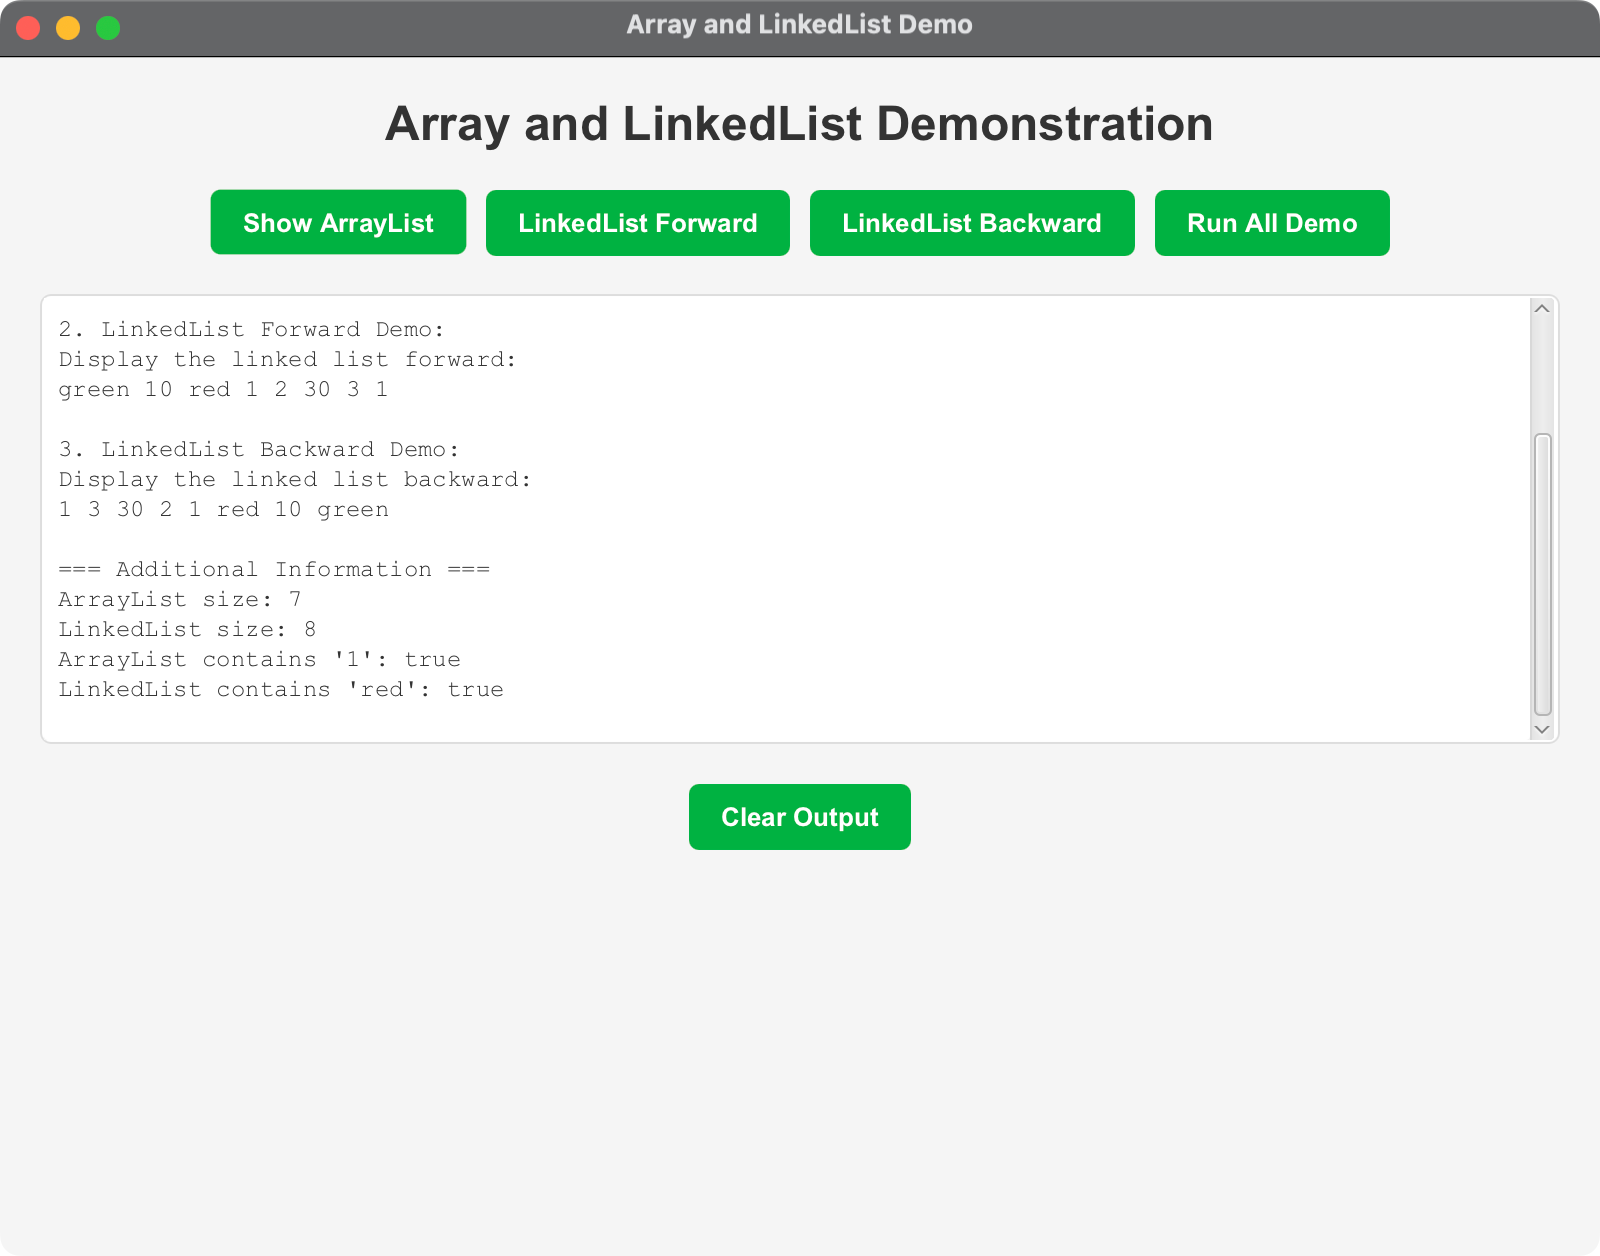 Array and LinkedList Demo
Array and LinkedList Demonstration
Show ArrayList
LinkedList Forward
LinkedList Backward
Run All Demo
2. LinkedList Forward Demo:
Display the linked list forward:
green 10 red 1 2 30 3 1
3. LinkedList Backward Demo:
Display the linked list backward:
1 3 30 2 1 red 10 green
=== Additional Information ===
ArrayList size: 7
LinkedList size: 8
ArrayList contains '1': true
LinkedList contains 'red': true
Clear Output